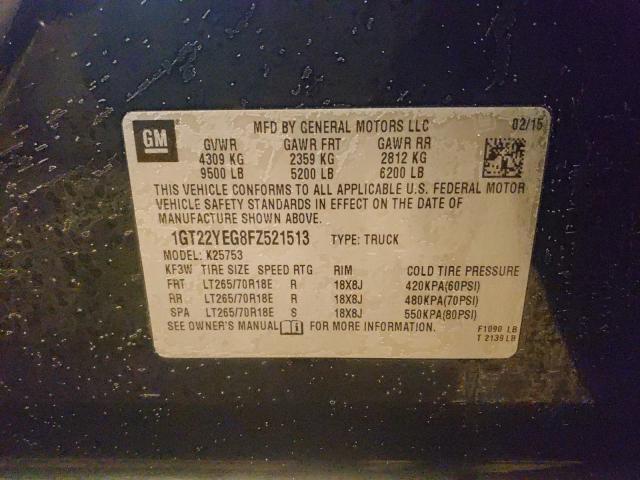 GM MFD BY GENERAL MOTORS LLC 02/15
GVWR GAWR FRT GAWR RR
4309 KG 2359 KG 2812 KG
9500 LB 5200 LB 6200 LB
THIS VEHICLE CONFORMS TO ALL APPLICABLE U.S. FEDERAL MOTOR
VEHICLE SAFETY STANDARDS IN EFFECT ON THE DATE OF
MANUFACTURE SHOWN ABOVE.
1GT22YEG8FZ521513 TYPE: TRUCK
MODEL: K25753
KF3W TIRE SIZE SPEED RTG RIM COLD TIRE PRESSURE
FRT LT265/70R18E R 18X8J 420KPA(60PSI)
RR LT265/70R18E R 18X8J 480KPA(70PSI)
SPA LT265/70R18E S 18X8J 550KPA(80PSI)
SEE OWNER'S MANUAL FOR MORE INFORMATION.
F1090 LB
T 2139 LB